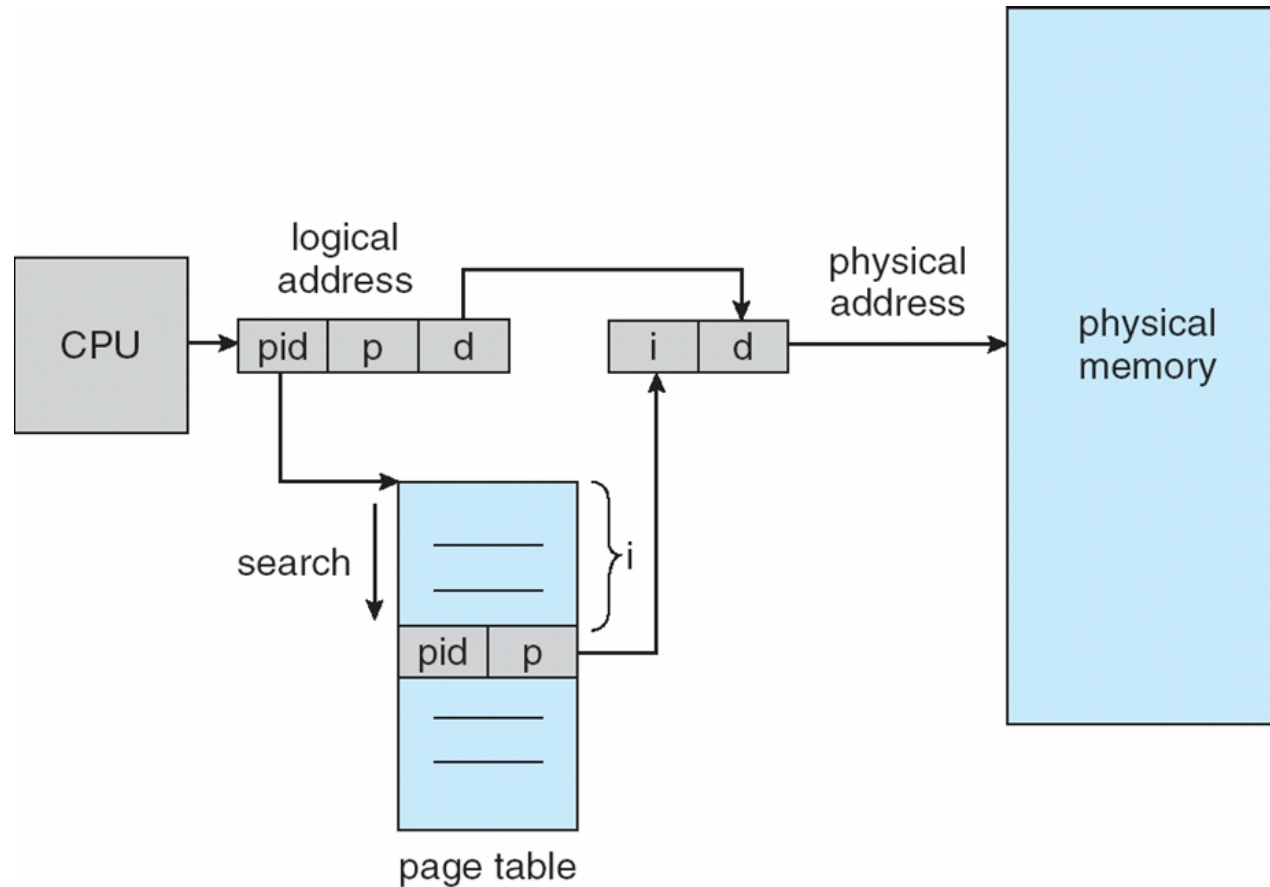 logical
address
physical
address
CPU
pid p d
i d
physical
memory
search
i
pid p
page table